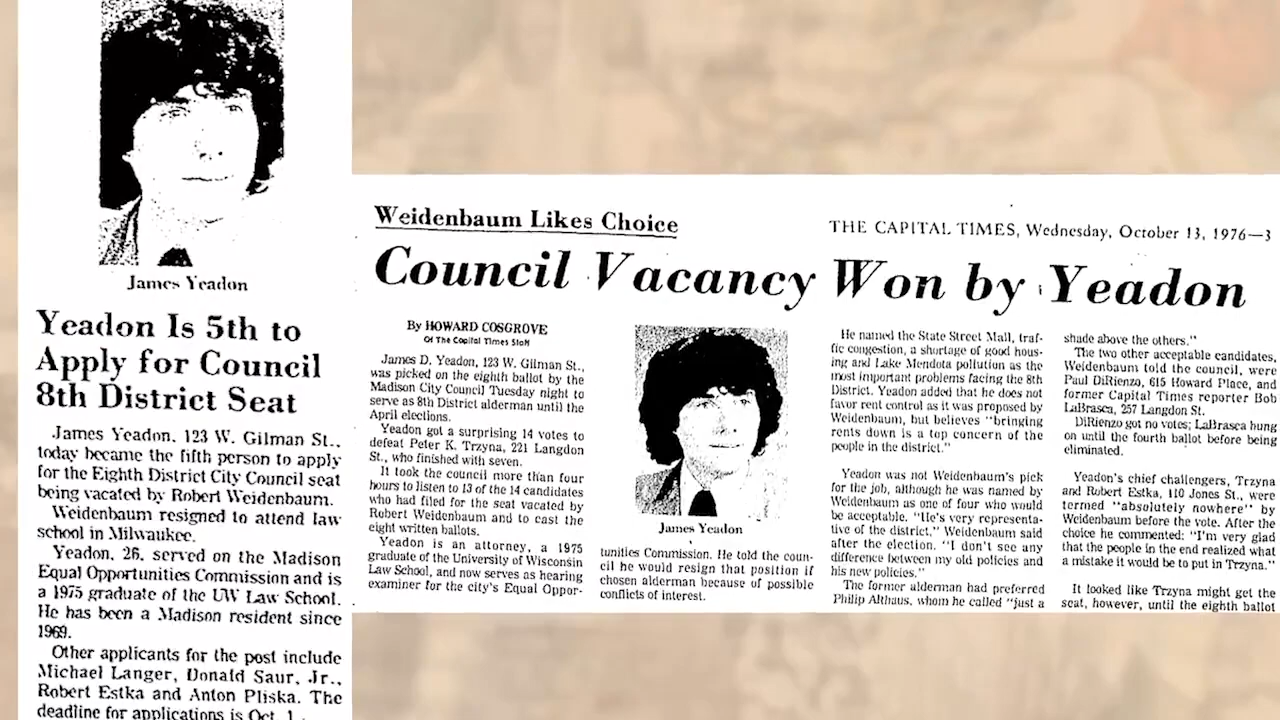 James Yeadon
Yeadon Is 5th to
Apply for Council
8th District Seat
James Yeadon, 123 W. Gilman St.,
today became the fifth person to apply
for the Eighth District City Council seat
being vacated by Robert Weidenbaum.
Weidenbaum resigned to attend law
school in Milwaukee.
Yeadon, 26, served on the Madison
Equal Opportunities Commission and is
a 1975 graduate of the UW Law School.
He has been a Madison resident since
1969.
Other applicants for the post include
Michael Langer, Donald Saur, Jr.,
Robert Estka and Anton Pliska. The
deadline for applications is Oct. 1
Weidenbaum Likes Choice
THE CAPITAL TIMES, Wednesday, October 13, 1976—3
Council Vacancy Won by Yeadon
By HOWARD COSGROVE
Of The Capital Times Staff
James D. Yeadon, 123 W. Gilman St.,
was picked on the eighth ballot by the
Madison City Council Tuesday night to
serve as 8th District alderman until the
April elections.
Yeadon got a surprising 14 votes to
defeat Peter K. Trzyna, 221 Langdon
St., who finished with seven.
It took the council more than four
hours to listen to 13 of the 14 candidates
who had filed for the seat vacated by
Robert Weidenbaum and to cast the
eight written ballots.
Yeadon is an attorney, a 1975
graduate of the University of Wisconsin
Law School, and now serves as hearing
examiner for the city's Equal Oppor-
James Yeadon
tunities Commission. He told the coun-
cil he would resign that position if
chosen alderman because of possible
conflicts of interest.
He named the State Street Mall, traf-
fic congestion, a shortage of good hous-
ing and Lake Mendota pollution as the
most important problems facing the 8th
District. Yeadon added that he does not
favor rent control as it was proposed by
Weidenbaum, but believes "bringing
rents down is a top concern of the
people in the district."
Yeadon was not Weidenbaum's pick
for the job, although he was named by
Weidenbaum as one of four who would
be acceptable. "He's very representa-
tive of the district," Weidenbaum said
after the election. "I don't see any
difference between my old policies and
his new policies."
The former alderman had preferred
Philip Althaus, whom he called "just a
shade above the others."
The two other acceptable candidates,
Weidenbaum told the council, were
Paul DiRienzo, 615 Howard Place, and
former Capital Times reporter Bob
LaBrasca, 257 Langdon St.
DiRienzo got no votes; LaBrasca hung
on until the fourth ballot before being
eliminated.
Yeadon's chief challengers, Trzyna
and Robert Estka, 110 Jones St., were
termed "absolutely nowhere" by
Weidenbaum before the vote. After the
choice he commented: "I'm very glad
that the people in the end realized what
a mistake it would be to put in Trzyna."
It looked like Trzyna might get the
seat, however, until the eighth ballot